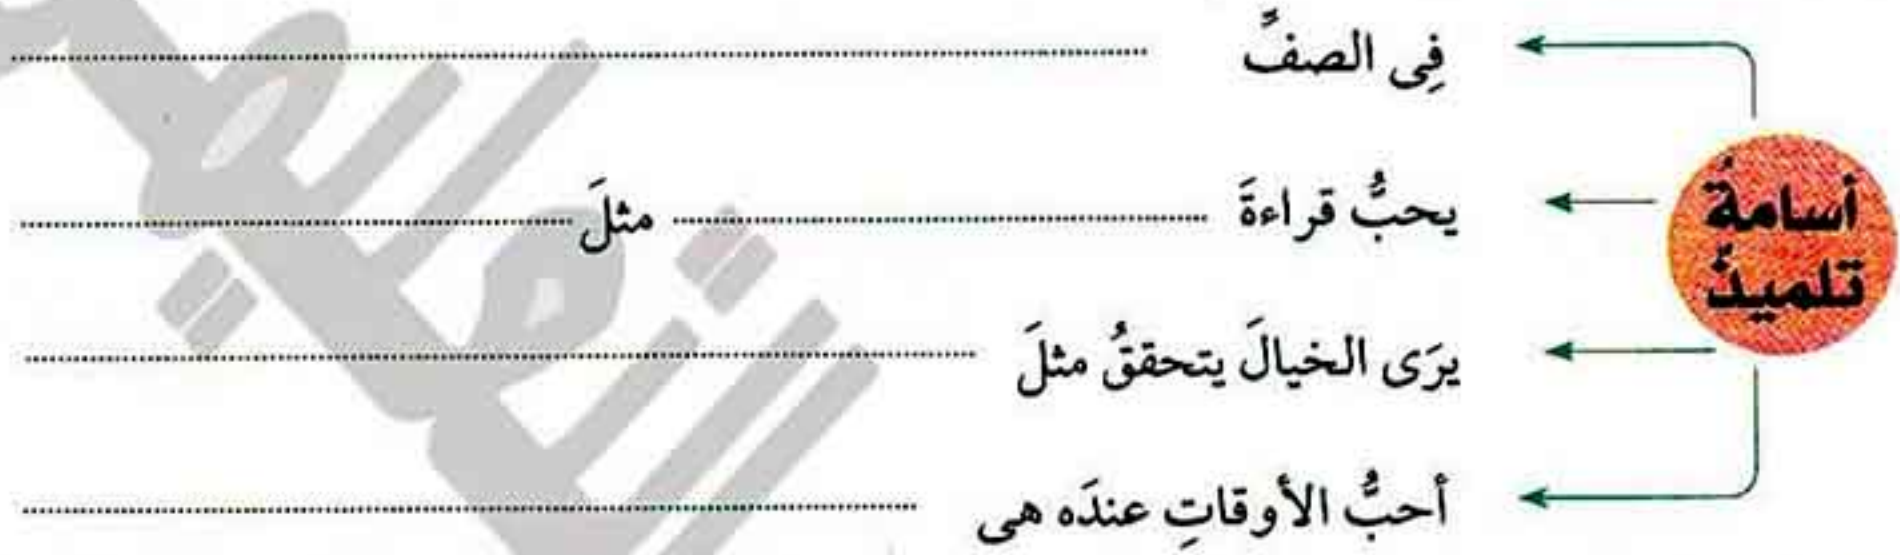 فِى الصفِّ ........................
أسامةُ
يحبُّ قراءةَ ........................ مثلَ ........................
تلميذٌ
يرَى الخيالَ يتحققُ مثلَ ........................
أحبُّ الأوقاتِ عندَه هى ........................